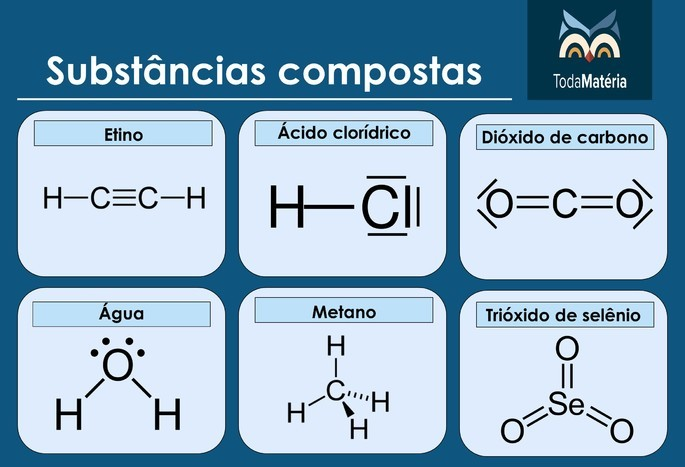 Substâncias compostas
TodaMatéria
Etino
H—C≡C—H
Ácido clorídrico
H—Cl
Dióxido de carbono
O=C=O
Água
O
H H
Metano
H
C
H H
H
Trióxido de selênio
O
Se
O O